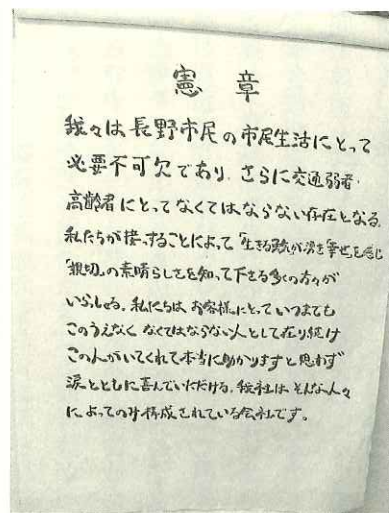 憲章
我々は長野市民の市民生活にとって
必要不可欠であり、さらに交通弱者・
高齢者にとってなくてはならない存在となる。
私たちが接することによって「生きる勇気が湧き「幸せ」を感じ
「親切」の素晴らしさを知って下さる多くの方々が
いらっしゃる。私たちは、お客様にとっていつまでも
このうえなく なくてはならない人として在り続け
この人がいてくれて本当に助かりますと思わず
涙とともに喜んでいただける。我社は、そんな人々
によってのみ構成されている会社です。